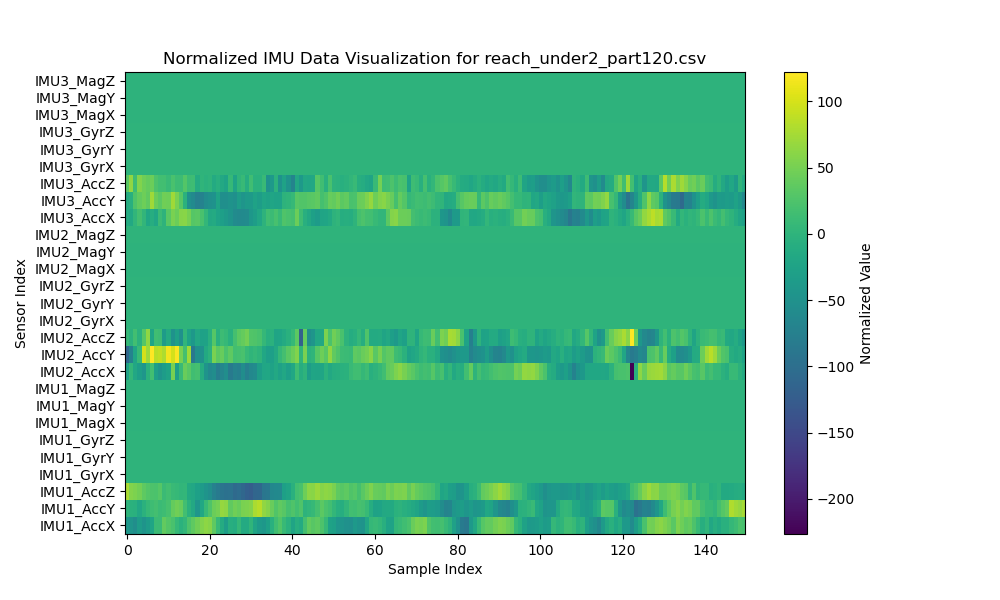 Normalized IMU Data Visualization for reach_under2_part120.csv
IMU3_MagZ
IMU3_MagY
IMU3_MagX
IMU3_GyrZ
IMU3_GyrY
IMU3_GyrX
IMU3_AccZ
IMU3_AccY
IMU3_AccX
IMU2_MagZ
IMU2_MagY
IMU2_MagX
IMU2_GyrZ
IMU2_GyrY
IMU2_GyrX
IMU2_AccZ
IMU2_AccY
IMU2_AccX
IMU1_MagZ
IMU1_MagY
IMU1_MagX
IMU1_GyrZ
IMU1_GyrY
IMU1_GyrX
IMU1_AccZ
IMU1_AccY
IMU1_AccX
Sensor Index
0 20 40 60 80 100 120 140
Sample Index
100
50
0
−50
−100
−150
−200
Normalized Value